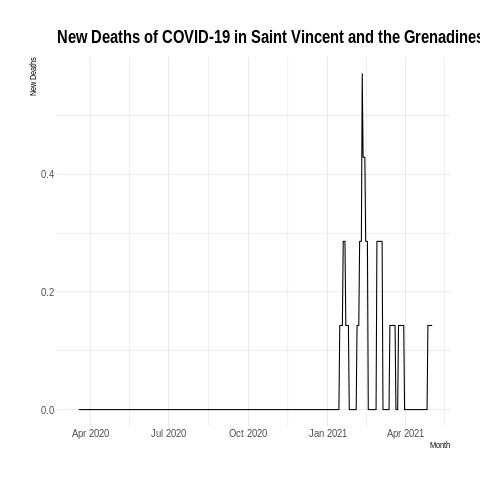 New Deaths of COVID-19 in Saint Vincent and the Grenadines
New Deaths
0.4
0.2
0.0
Apr 2020 Jul 2020 Oct 2020 Jan 2021 Apr 2021
Month